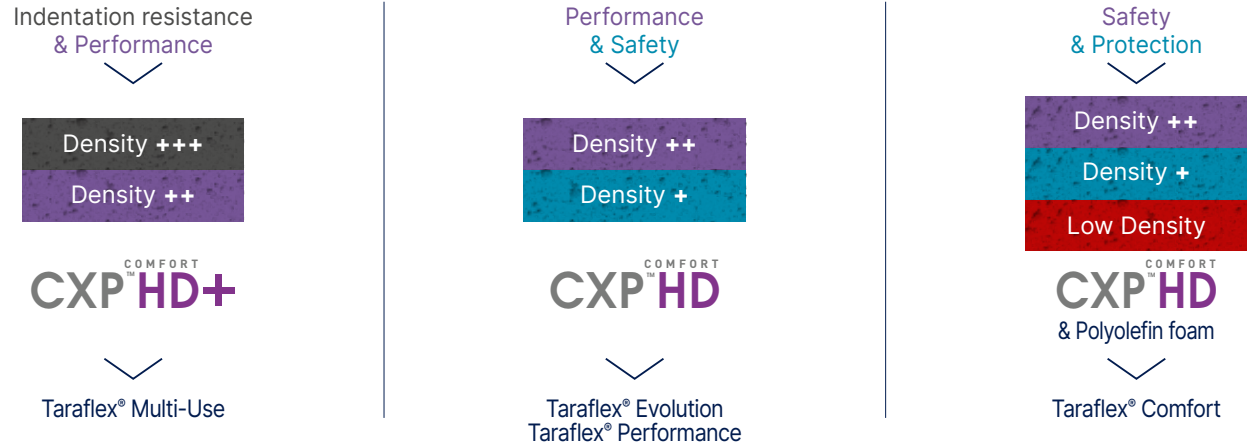 Indentation resistance
& Performance
Density +++
Density ++
COMFORT
CXP™HD+
Taraflex® Multi-Use
Performance
& Safety
Density ++
Density +
COMFORT
CXP™HD
Taraflex® Evolution
Taraflex® Performance
Safety
& Protection
Density ++
Density +
Low Density
COMFORT
CXP™HD
& Polyolefin foam
Taraflex® Comfort